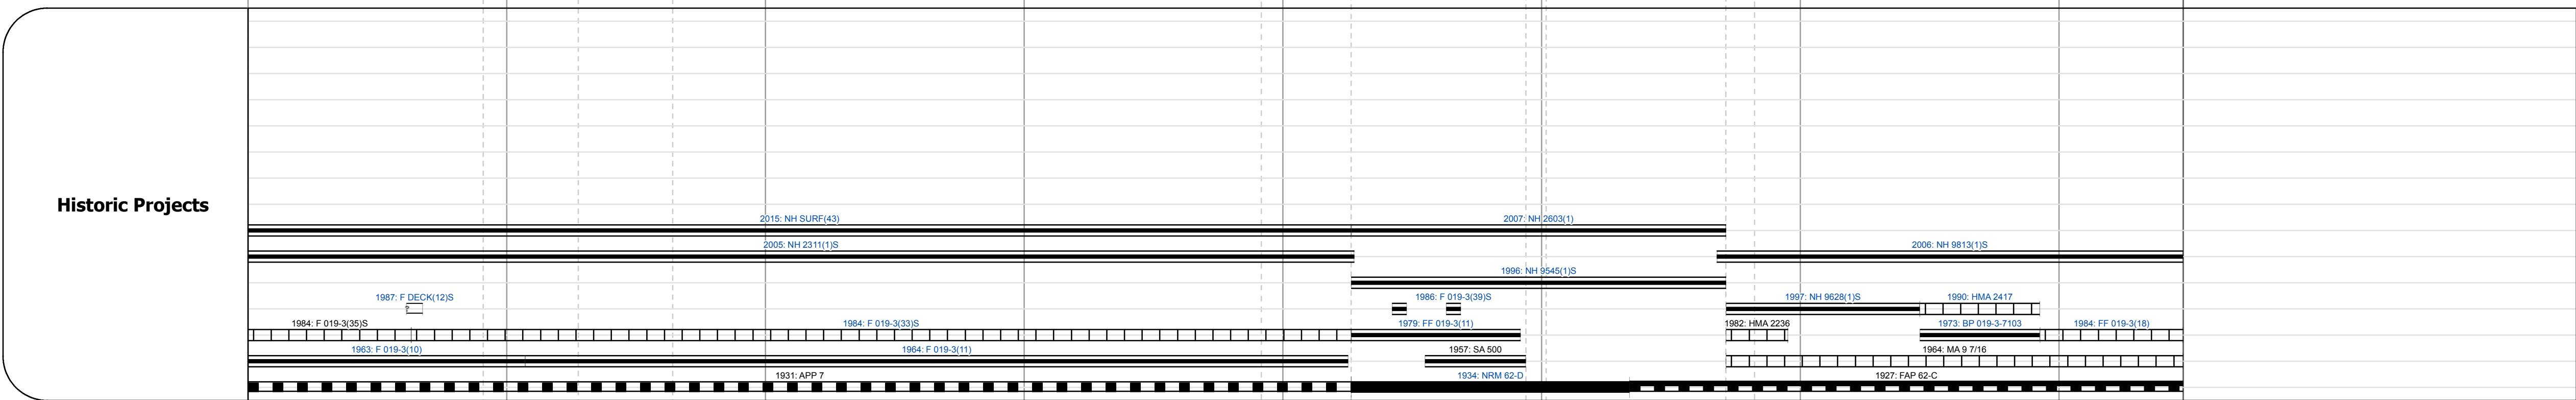 Historic Projects
2015: NH SURF(43)
2007: NH 2603(1)
2005: NH 2311(1)S
2006: NH 9813(1)S
1996: NH 9545(1)S
1987: F DECK(12)S
1986: F 019-3(39)S
1997: NH 9628(1)S
1990: HMA 2417
1984: F 019-3(35)S
1984: F 019-3(33)S
1979: FF 019-3(11)
1982: HMA 2236
1973: BP 019-3-7103
1984: FF 019-3(18)
1963: F 019-3(10)
1964: F 019-3(11)
1957: SA 500
1964: MA 9 7/16
1931: APP 7
1934: NRM 62-D
1927: FAP 62-C